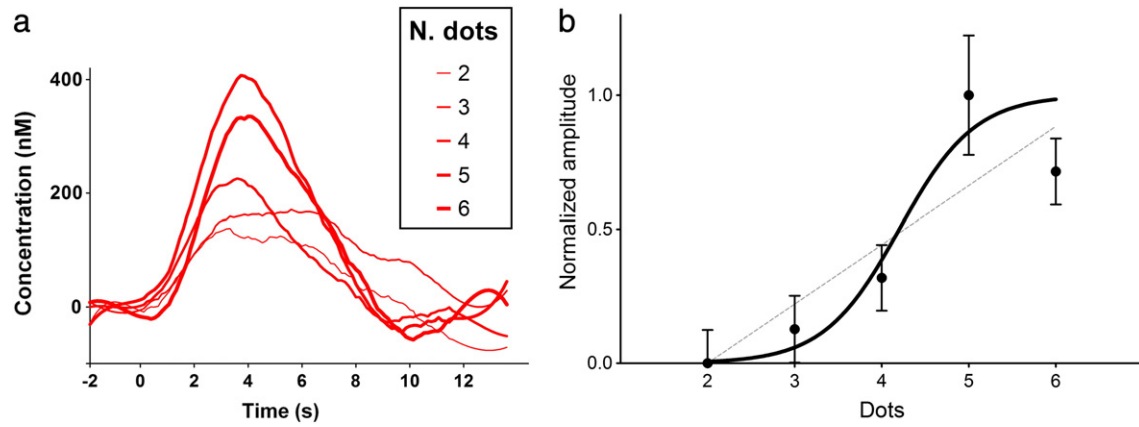 a
N. dots
2
3
4
5
6
400
200
0
Concentration (nM)
-2 0 2 4 6 8 10 12
Time (s)
b
1.0
0.5
0.0
Normalized amplitude
2 3 4 5 6
Dots